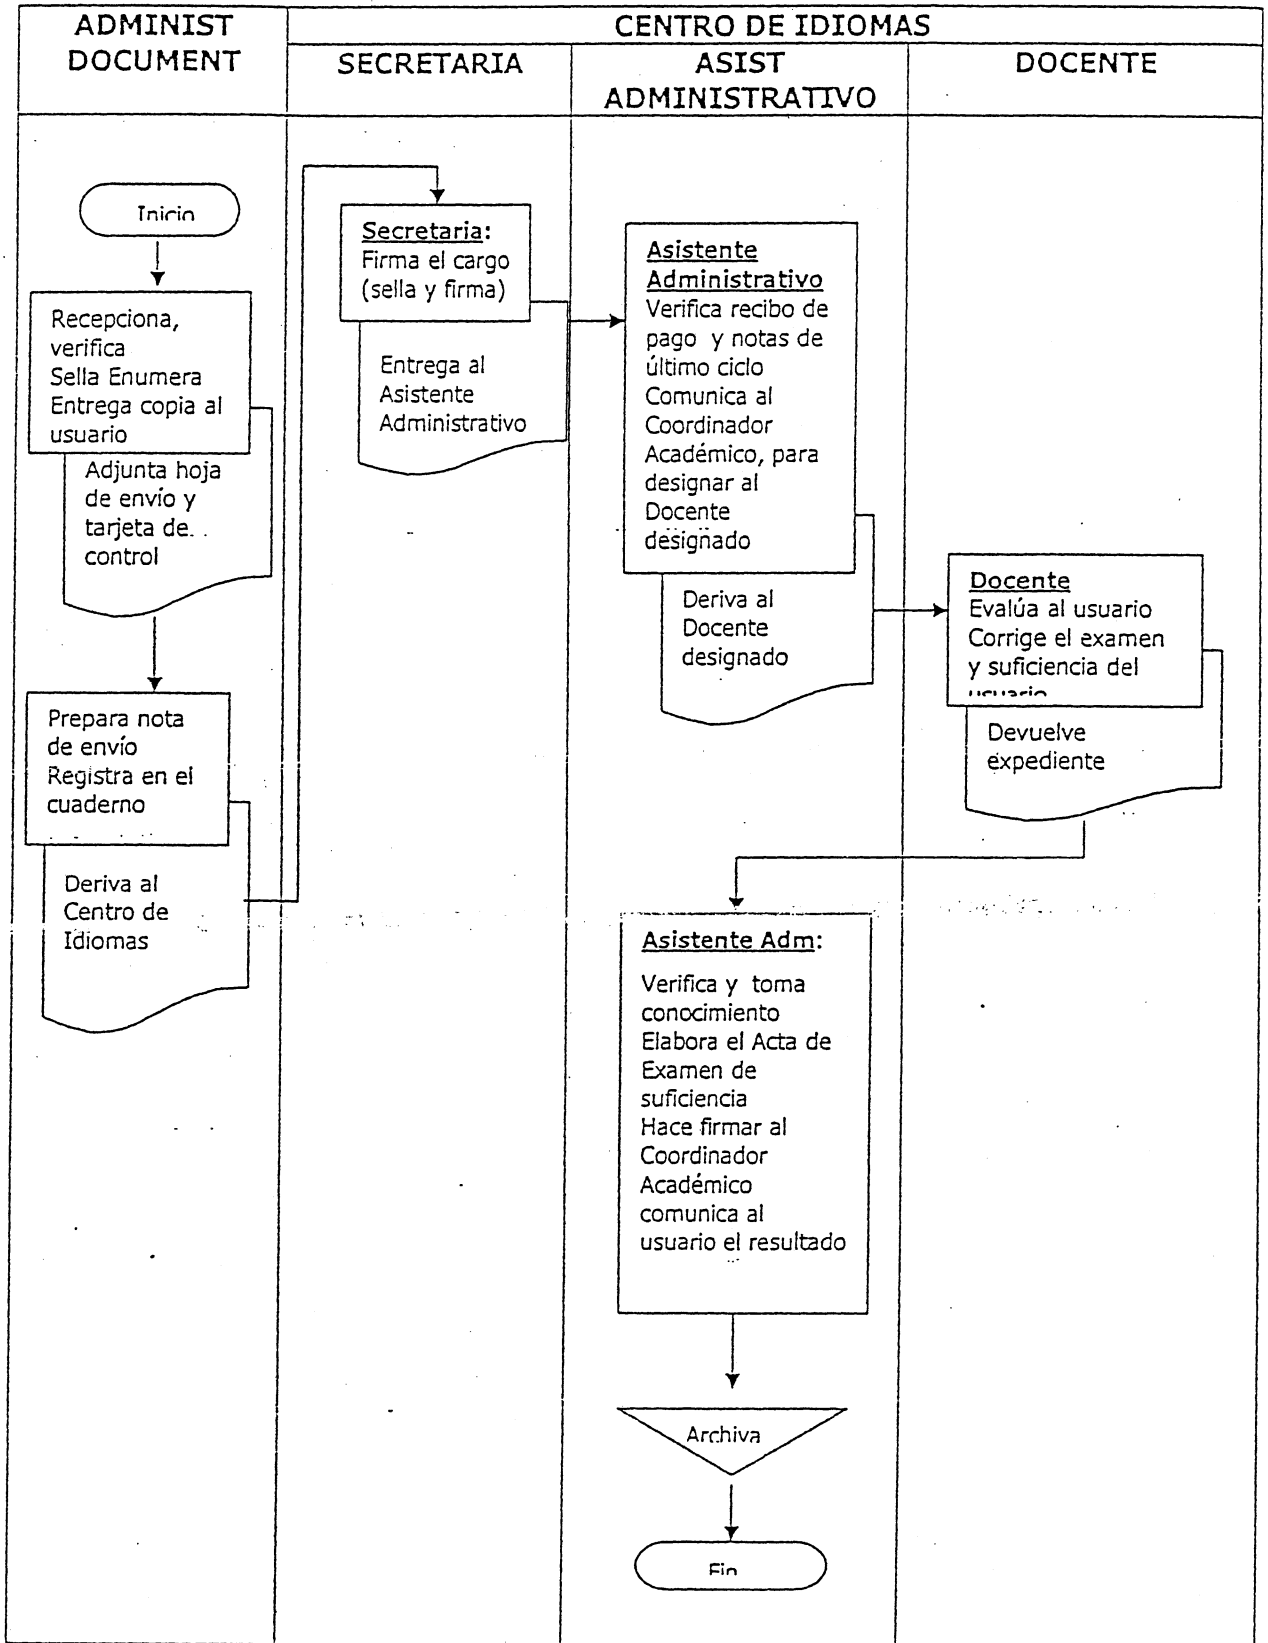 ADMINIST
DOCUMENT
CENTRO DE IDIOMAS
SECRETARIA
ASIST
ADMINISTRATIVO
DOCENTE
Inicio
Recepciona,
verifica
Sella Enumera
Entrega copia al
usuario
Adjunta hoja
de envío y
tarjeta de
control
Prepara nota
de envío
Registra en el
cuaderno
Deriva al
Centro de
Idiomas
Secretaria:
Firma el cargo
(sella y firma)
Entrega al
Asistente
Administrativo
Asistente
Administrativo
Verifica recibo de
pago y notas de
último ciclo
Comunica al
Coordinador
Académico, para
designar al
Docente
designado
Deriva al
Docente
designado
Docente
Evalúa al usuario
Corrige el examen
y suficiencia del
usuario
Devuelve
expediente
Asistente Adm:
Verifica y toma
conocimiento
Elabora el Acta de
Examen de
suficiencia
Hace firmar al
Coordinador
Académico
comunica al
usuario el resultado
Archiva
Fin